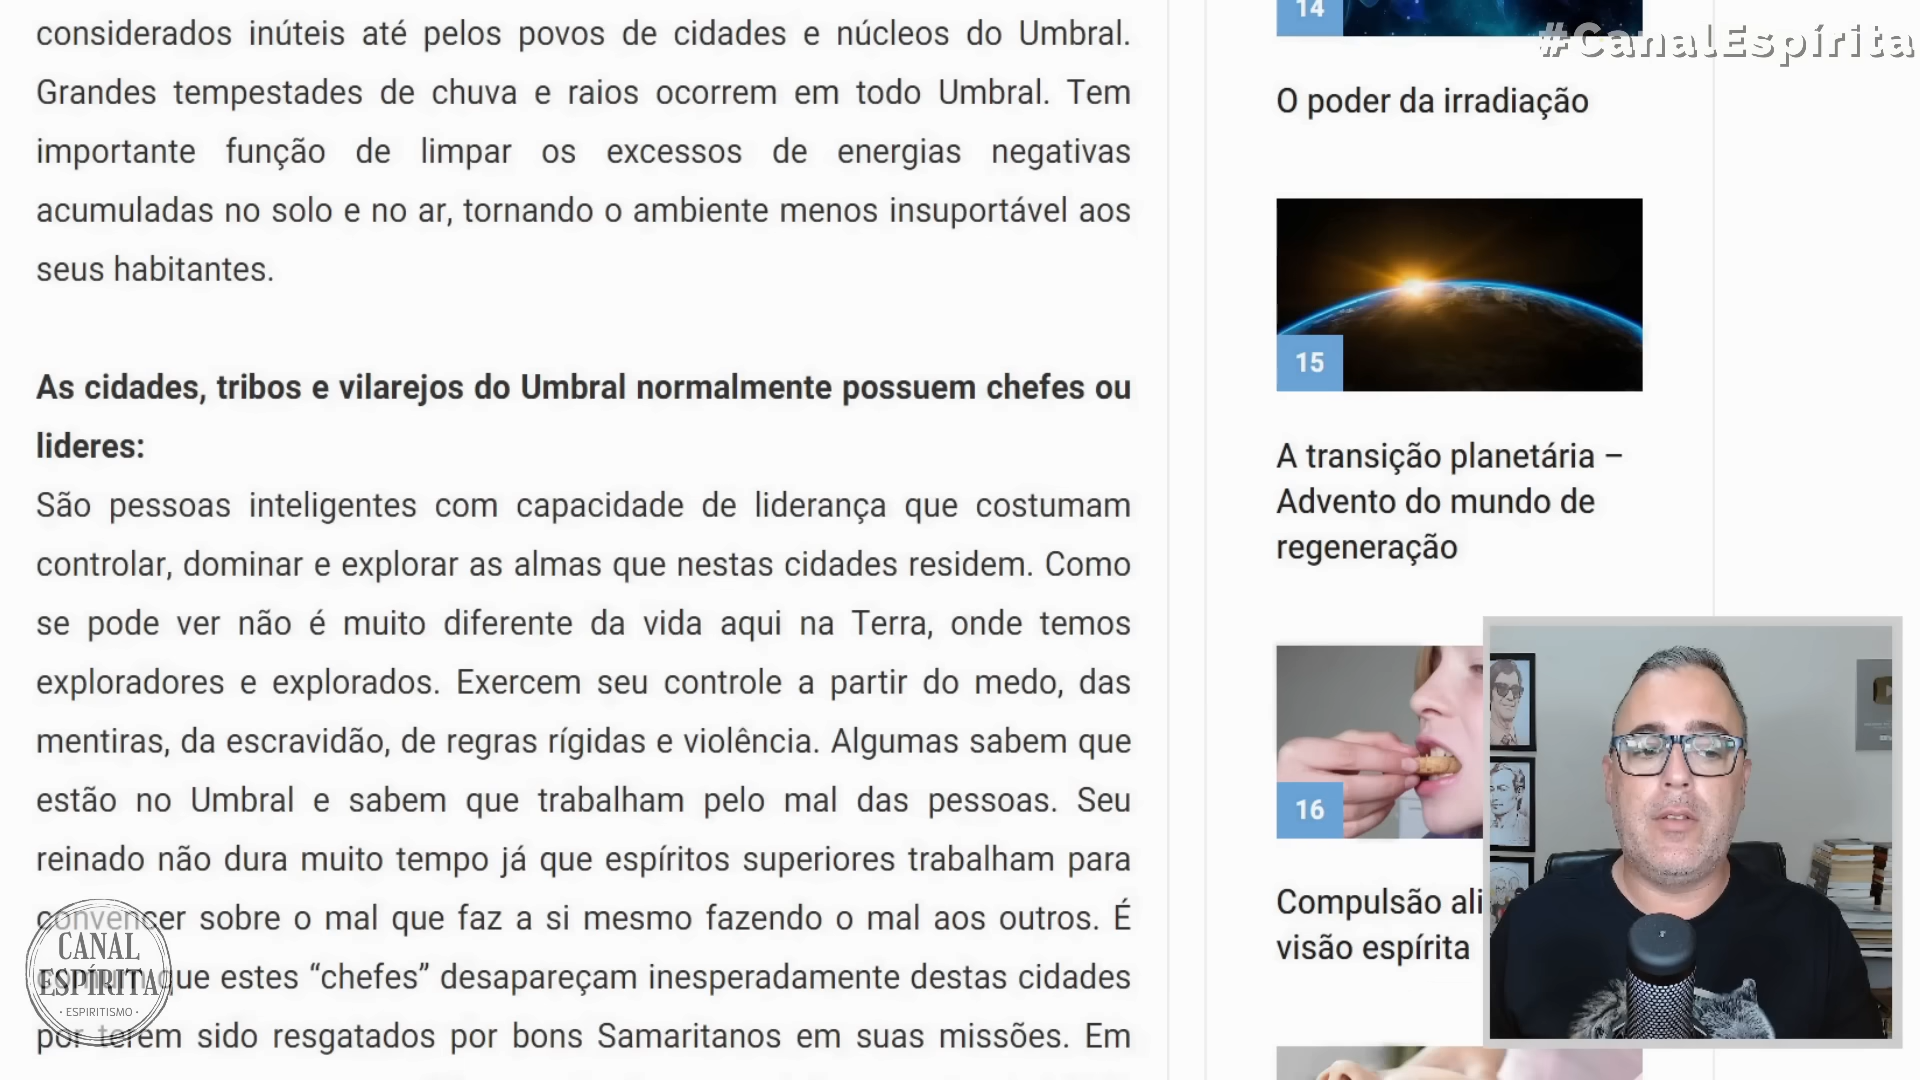 considerados inúteis até pelos povos de cidades e núcleos do Umbral.
Grandes tempestades de chuva e raios ocorrem em todo Umbral. Tem
importante função de limpar os excessos de energias negativas
acumuladas no solo e no ar, tornando o ambiente menos insuportável aos
seus habitantes.
As cidades, tribos e vilarejos do Umbral normalmente possuem chefes ou
lideres:
São pessoas inteligentes com capacidade de liderança que costumam
controlar, dominar e explorar as almas que nestas cidades residem. Como
se pode ver não é muito diferente da vida aqui na Terra, onde temos
exploradores e explorados. Exercem seu controle a partir do medo, das
mentiras, da escravidão, de regras rígidas e violência. Algumas sabem que
estão no Umbral e sabem que trabalham pelo mal das pessoas. Seu
reinado não dura muito tempo já que espíritos superiores trabalham para
convencer sobre o mal que faz a si mesmo fazendo o mal aos outros. É
que estes “chefes” desapareçam inesperadamente destas cidades
por terem sido resgatados por bons Samaritanos em suas missões. Em
14
#CanalEspírita
O poder da irradiação
15
A transição planetária –
Advento do mundo de
regeneração
16
Compulsão ali
visão espírita
CANAL
ESPÍRITA
· ESPIRITISMO ·